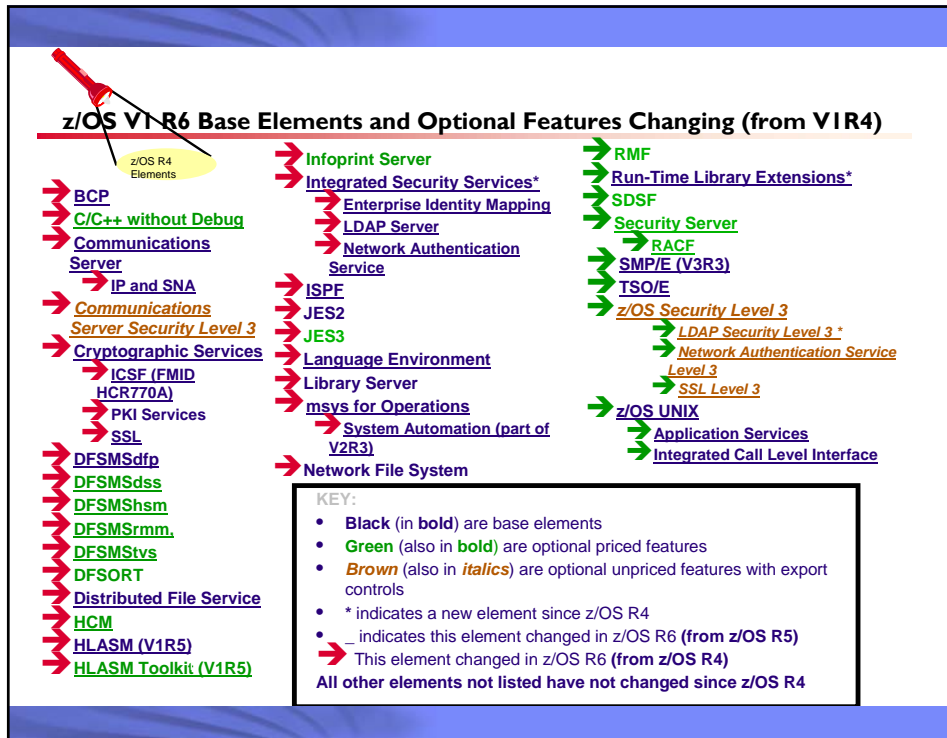 z/OS V1 R6 Base Elements and Optional Features Changing (from V1R4)
z/OS R4
Elements
BCP
C/C++ without Debug
Communications
Server
IP and SNA
Communications
Server Security Level 3
Cryptographic Services
ICSF (FMID
HCR770A)
PKI Services
SSL
DFSMSdfp
DFSMSdss
DFSMShsm
DFSMSrmm,
DFSMStvs
DFSORT
Distributed File Service
HCM
HLASM (V1R5)
HLASM Toolkit (V1R5)
Infoprint Server
Integrated Security Services*
Enterprise Identity Mapping
LDAP Server
Network Authentication
Service
ISPF
JES2
JES3
Language Environment
Library Server
msys for Operations
System Automation (part of
V2R3)
Network File System
RMF
Run-Time Library Extensions*
SDSF
Security Server
RACF
SMP/E (V3R3)
TSO/E
z/OS Security Level 3
LDAP Security Level 3 *
Network Authentication Service
Level 3
SSL Level 3
z/OS UNIX
Application Services
Integrated Call Level Interface
KEY:
• Black (in bold) are base elements
• Green (also in bold) are optional priced features
• Brown (also in italics) are optional unpriced features with export
controls
• * indicates a new element since z/OS R4
• _ indicates this element changed in z/OS R6 (from z/OS R5)
This element changed in z/OS R6 (from z/OS R4)
All other elements not listed have not changed since z/OS R4